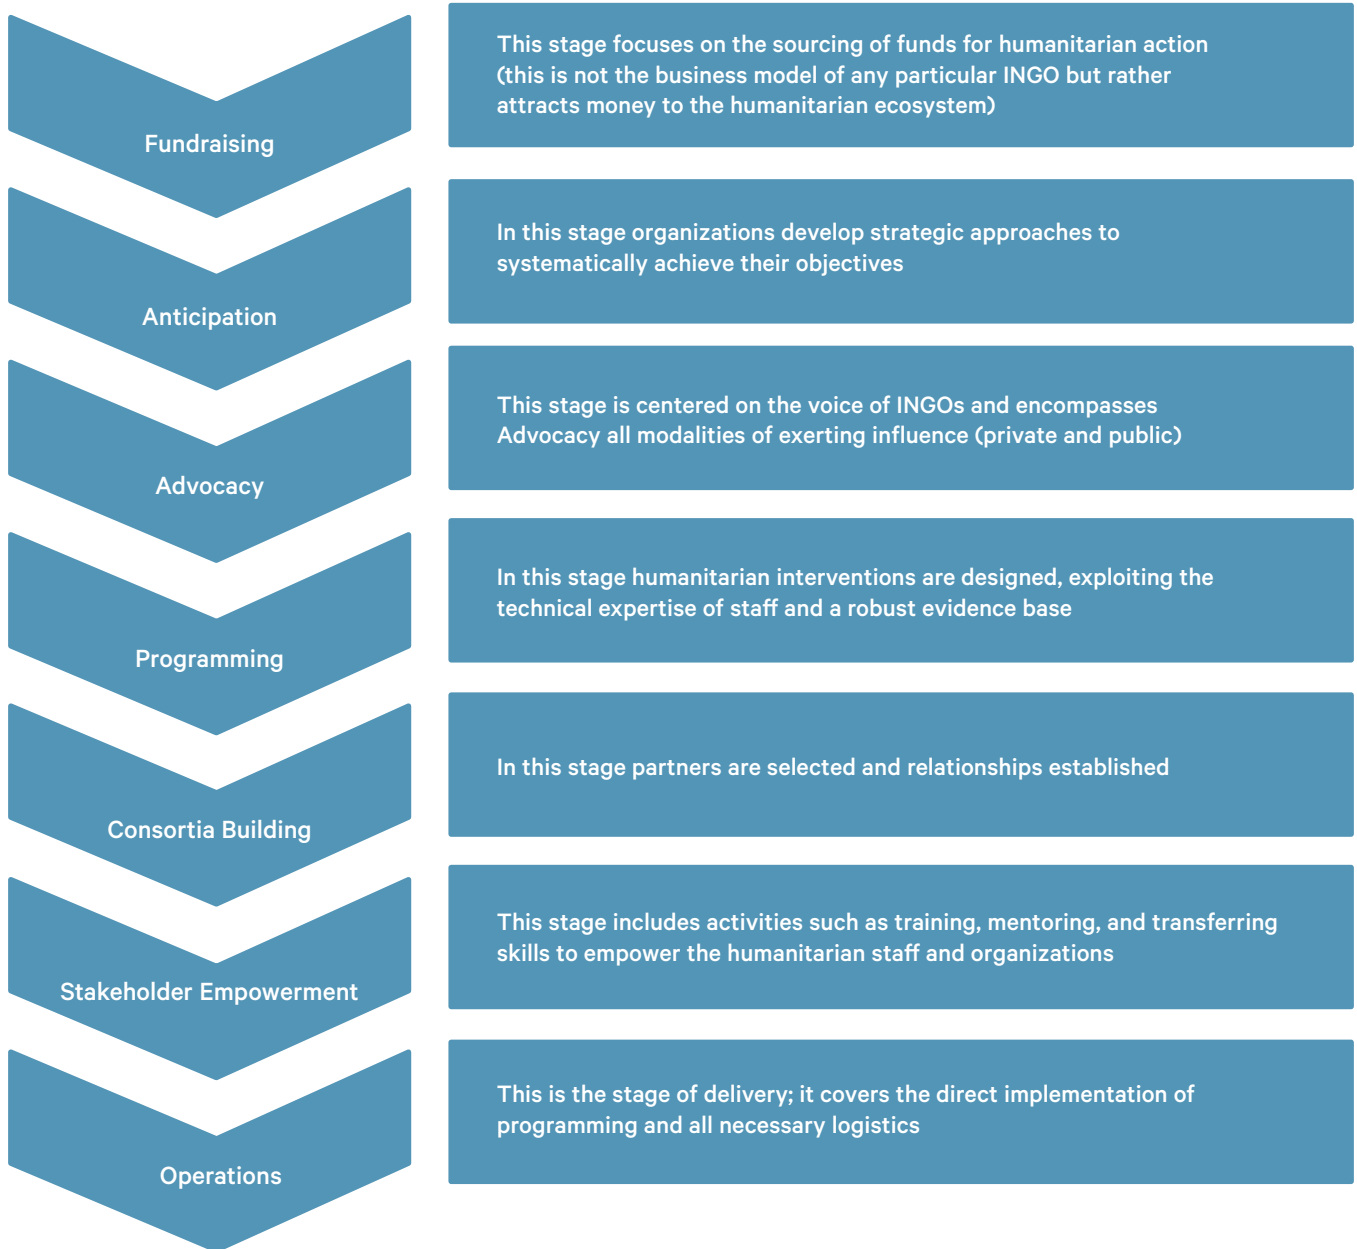 Fundraising
This stage focuses on the sourcing of funds for humanitarian action
(this is not the business model of any particular INGO but rather
attracts money to the humanitarian ecosystem)
Anticipation
In this stage organizations develop strategic approaches to
systematically achieve their objectives
Advocacy
This stage is centered on the voice of INGOs and encompasses
Advocacy all modalities of exerting influence (private and public)
Programming
In this stage humanitarian interventions are designed, exploiting the
technical expertise of staff and a robust evidence base
Consortia Building
In this stage partners are selected and relationships established
Stakeholder Empowerment
This stage includes activities such as training, mentoring, and transferring
skills to empower the humanitarian staff and organizations
Operations
This is the stage of delivery; it covers the direct implementation of
programming and all necessary logistics